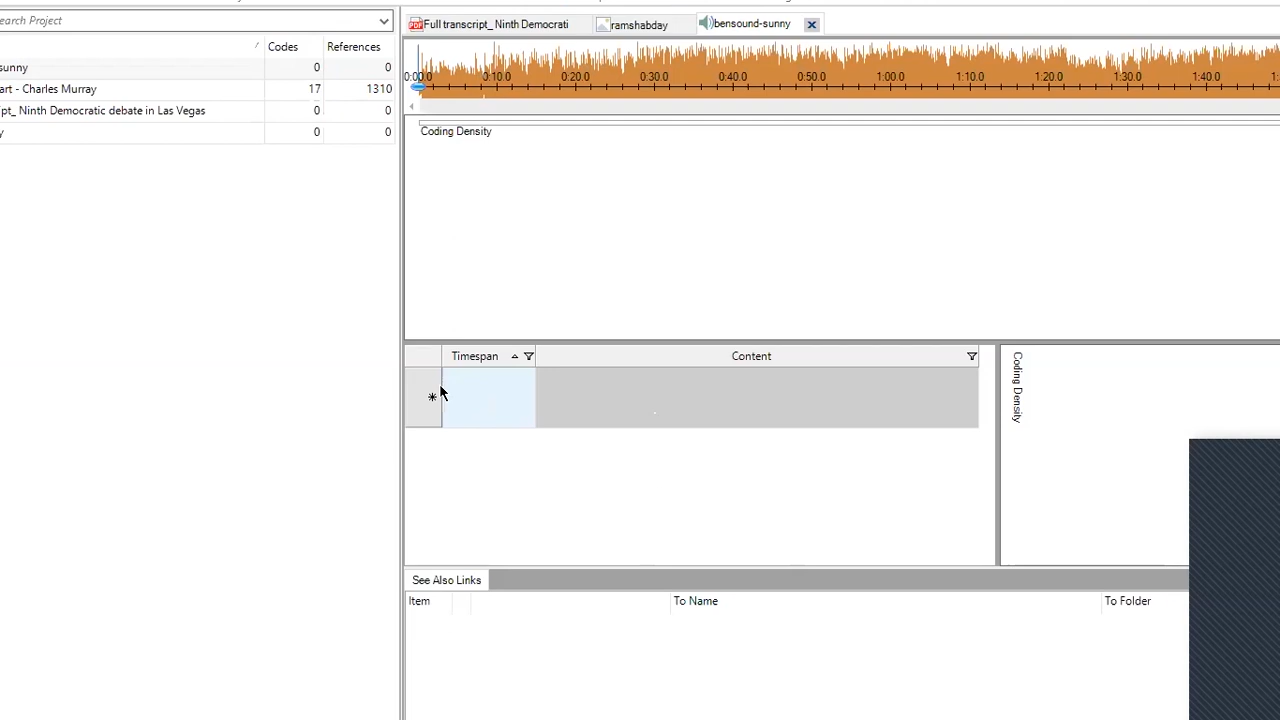 earch Project
Codes References
sunny 0 0
art - Charles Murray 17 1310
pt_ Ninth Democratic debate in Las Vegas 0 0
y 0 0
Full transcript_ Ninth Democrati ramshabday bensound-sunny
0:00.0 0:10.0 0:20.0 0:30.0 0:40.0 0:50.0 1:00.0 1:10.0 1:20.0 1:30.0 1:40.0 1:5
Coding Density
Timespan Content
Coding Density
See Also Links
Item To Name To Folder